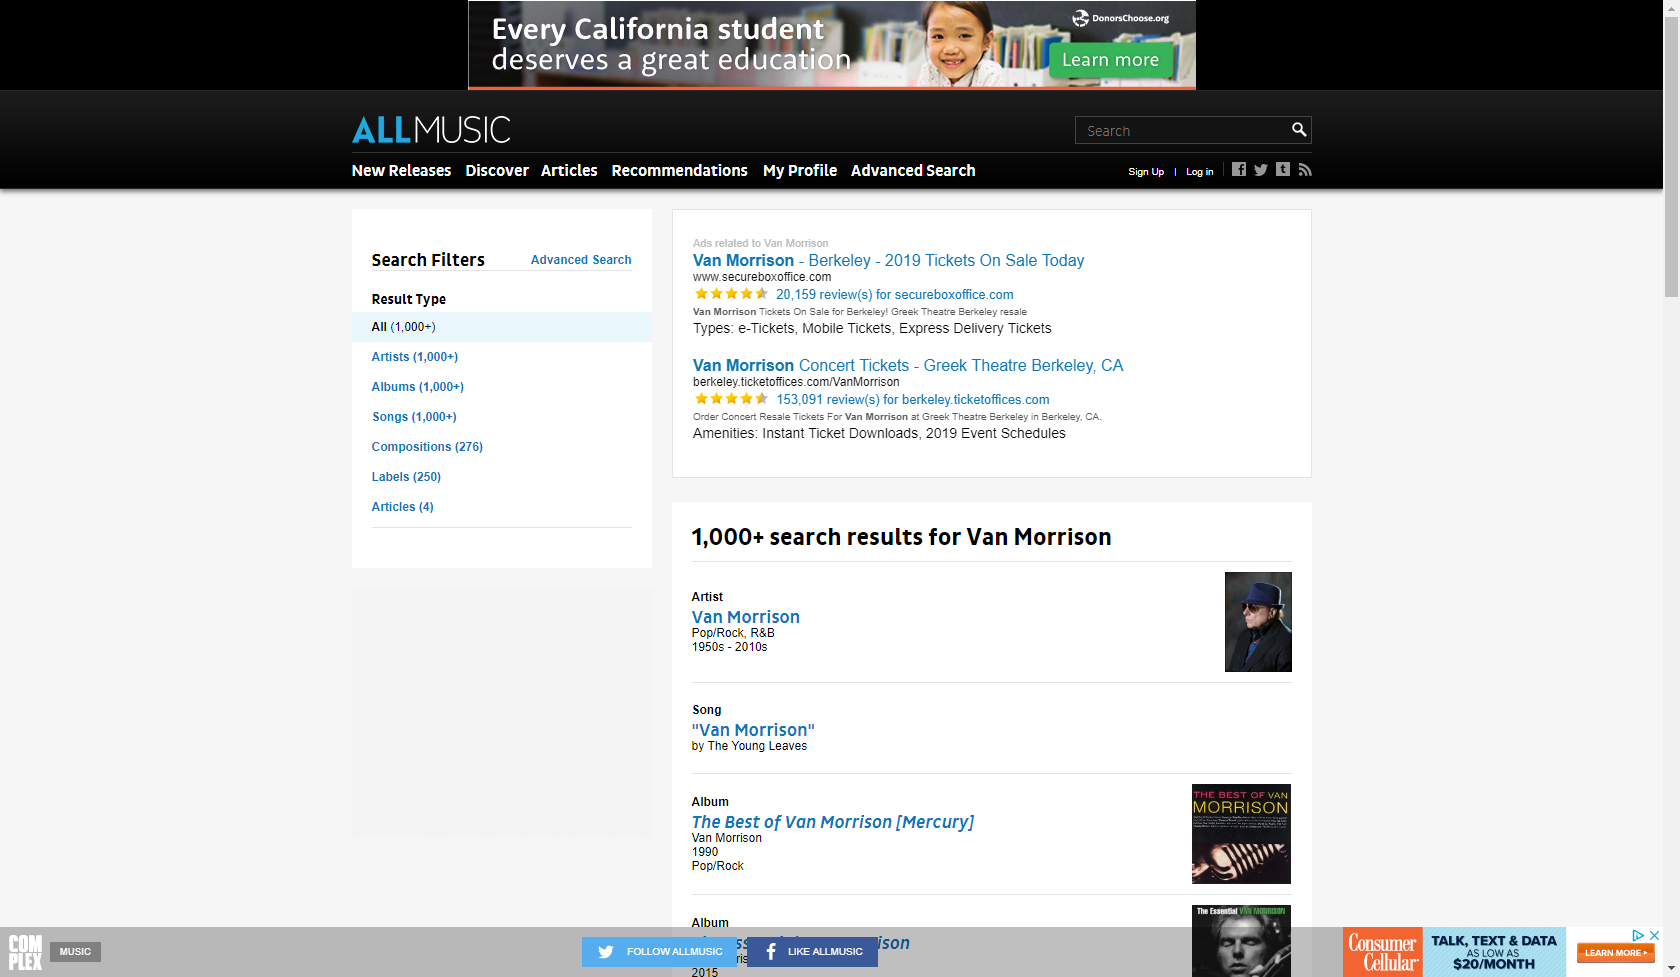 Every California student
deserves a great education
DonorsChoose.org
Learn more
ALLMUSIC
Search
New Releases Discover Articles Recommendations My Profile Advanced Search
Sign Up | Log in
Search Filters Advanced Search
Result Type
All (1,000+)
Artists (1,000+)
Albums (1,000+)
Songs (1,000+)
Compositions (276)
Labels (250)
Articles (4)
Ads related to Van Morrison
Van Morrison - Berkeley - 2019 Tickets On Sale Today
www.secureboxoffice.com
20,159 review(s) for secureboxoffice.com
Van Morrison Tickets On Sale for Berkeley! Greek Theatre Berkeley resale
Types: e-Tickets, Mobile Tickets, Express Delivery Tickets
Van Morrison Concert Tickets - Greek Theatre Berkeley, CA
berkeley.ticketoffices.com/VanMorrison
153,091 review(s) for berkeley.ticketoffices.com
Order Concert Resale Tickets For Van Morrison at Greek Theatre Berkeley in Berkeley, CA.
Amenities: Instant Ticket Downloads, 2019 Event Schedules
1,000+ search results for Van Morrison
Artist
Van Morrison
Pop/Rock, R&B
1950s - 2010s
Song
"Van Morrison"
by The Young Leaves
Album
The Best of Van Morrison [Mercury]
Van Morrison
1990
Pop/Rock
THE BEST OF VAN
MORRISON
Album
2015
The Essential VAN MORRISON
COMPLEX
MUSIC
FOLLOW ALLMUSIC
LIKE ALLMUSIC
Consumer
Cellular
TALK, TEXT & DATA
AS LOW AS
$20/MONTH
LEARN MORE